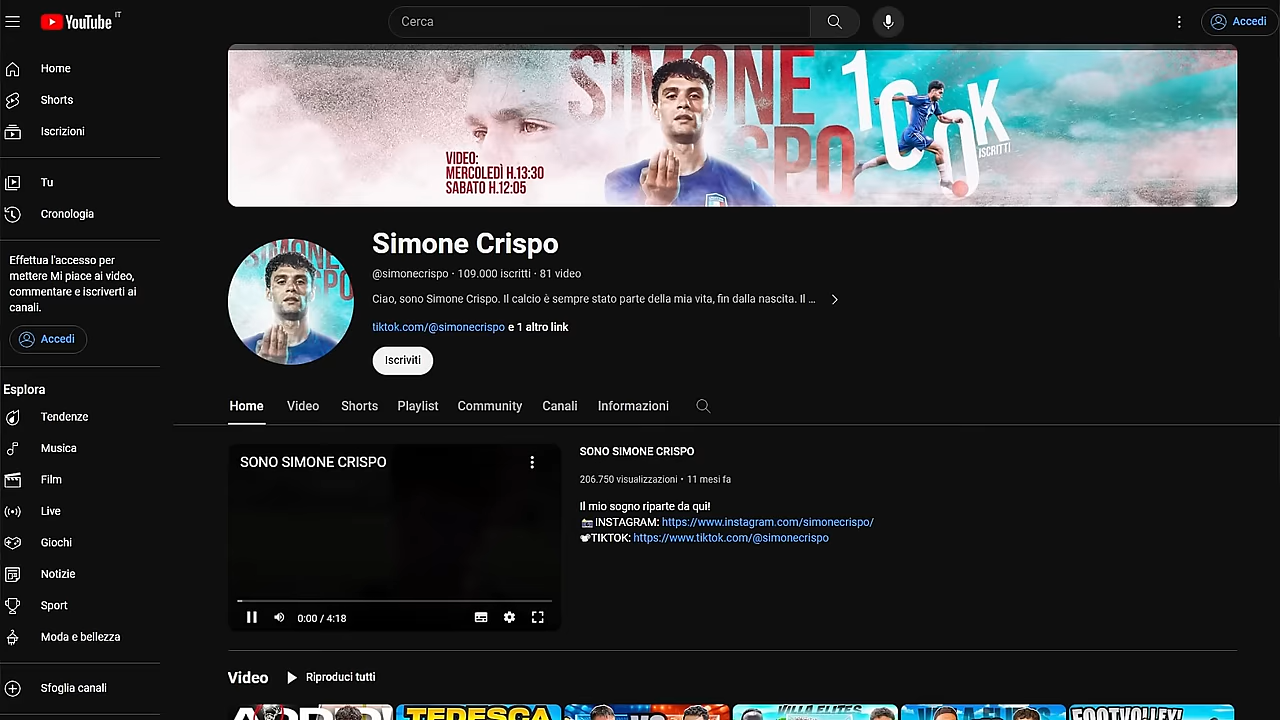 YouTube IT
Cerca
Accedi
Home
Shorts
Iscrizioni
Tu
Cronologia
Effettua l'accesso per
mettere Mi piace ai video,
commentare e iscriverti ai
canali.
Accedi
Esplora
Tendenze
Musica
Film
Live
Giochi
Notizie
Sport
Moda e bellezza
Sfoglia canali
SIMONE
CRISPO
VIDEO:
MERCOLEDÌ H.13:30
SABATO H.12:05
100K
ISCRITTI
Simone Crispo
@simonecrispo · 109.000 iscritti · 81 video
Ciao, sono Simone Crispo. Il calcio è sempre stato parte della mia vita, fin dalla nascita. Il ...
tiktok.com/@simonecrispo e 1 altro link
Iscriviti
Home Video Shorts Playlist Community Canali Informazioni
SONO SIMONE CRISPO
0:00 / 4:18
SONO SIMONE CRISPO
206.750 visualizzazioni · 11 mesi fa
Il mio sogno riparte da qui!
📷INSTAGRAM: https://www.instagram.com/simonecrispo/
📽TIKTOK: https://www.tiktok.com/@simonecrispo
Video Riproduci tutti
TEDESCA
VILLA ELITES
FOOTVOLLEY!